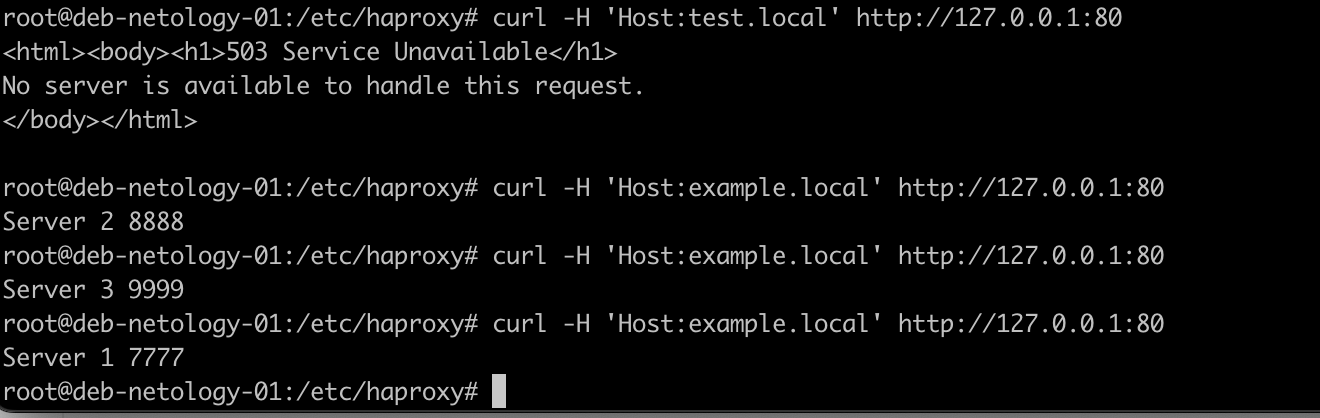 root@deb-netology-01:/etc/haproxy# curl -H 'Host:test.local' http://127.0.0.1:80
<html><body><h1>503 Service Unavailable</h1>
No server is available to handle this request.
</body></html>
root@deb-netology-01:/etc/haproxy# curl -H 'Host:example.local' http://127.0.0.1:80
Server 2 8888
root@deb-netology-01:/etc/haproxy# curl -H 'Host:example.local' http://127.0.0.1:80
Server 3 9999
root@deb-netology-01:/etc/haproxy# curl -H 'Host:example.local' http://127.0.0.1:80
Server 1 7777
root@deb-netology-01:/etc/haproxy#